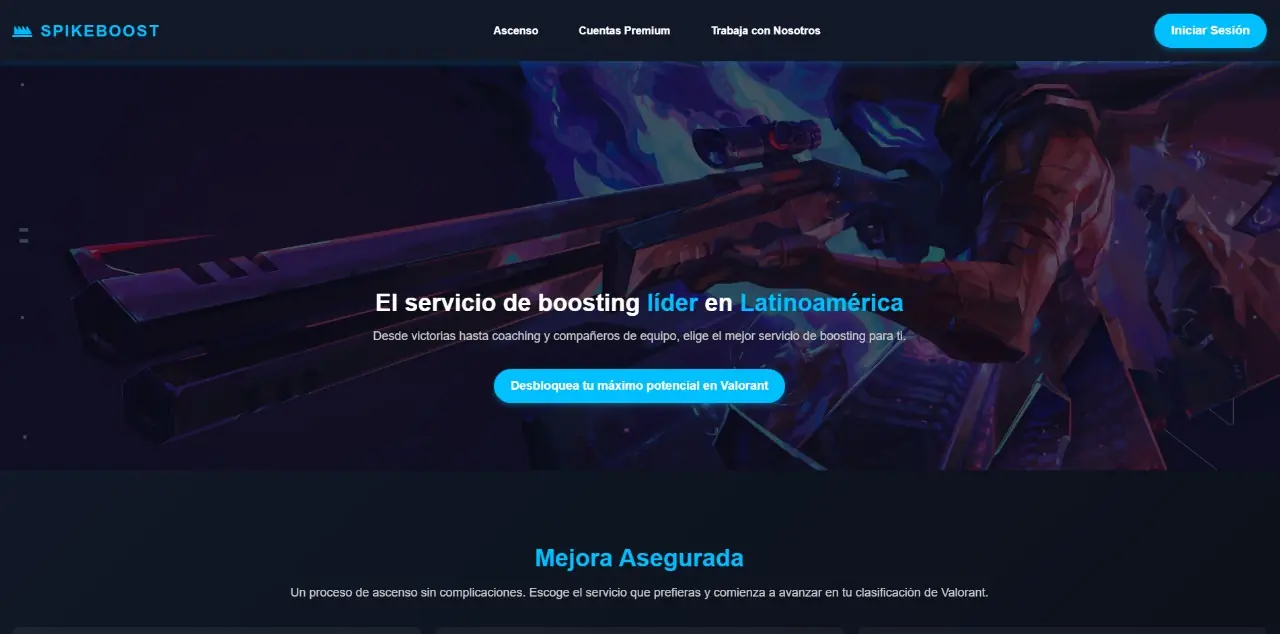 SPIKEBOOST
Ascenso
Cuentas Premium
Trabaja con Nosotros
Iniciar Sesión
El servicio de boosting líder en Latinoamérica
Desde victorias hasta coaching y compañeros de equipo, elige el mejor servicio de boosting para ti.
Desbloquea tu máximo potencial en Valorant
Mejora Asegurada
Un proceso de ascenso sin complicaciones. Escoge el servicio que prefieras y comienza a avanzar en tu clasificación de Valorant.